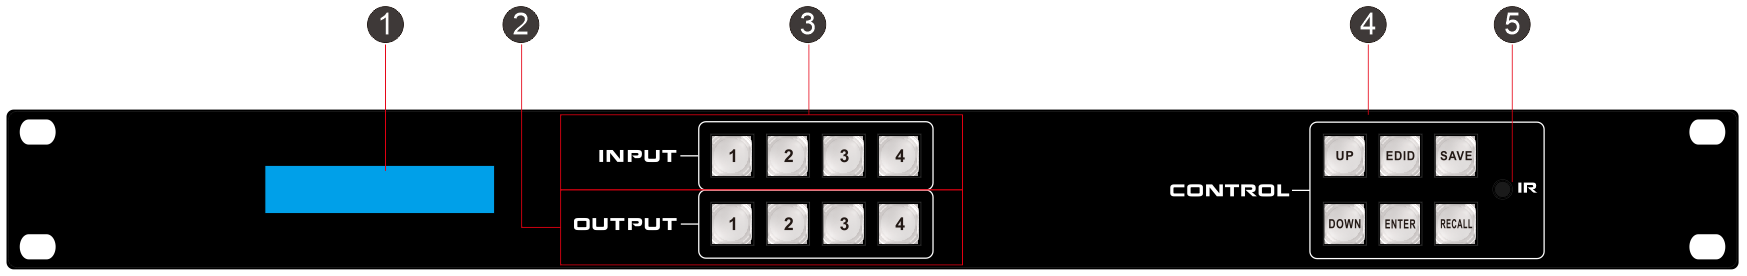 1 2 3 4 5
INPUT 1 2 3 4
OUTPUT 1 2 3 4
CONTROL
UP EDID SAVE
IR
DOWN ENTER RECALL